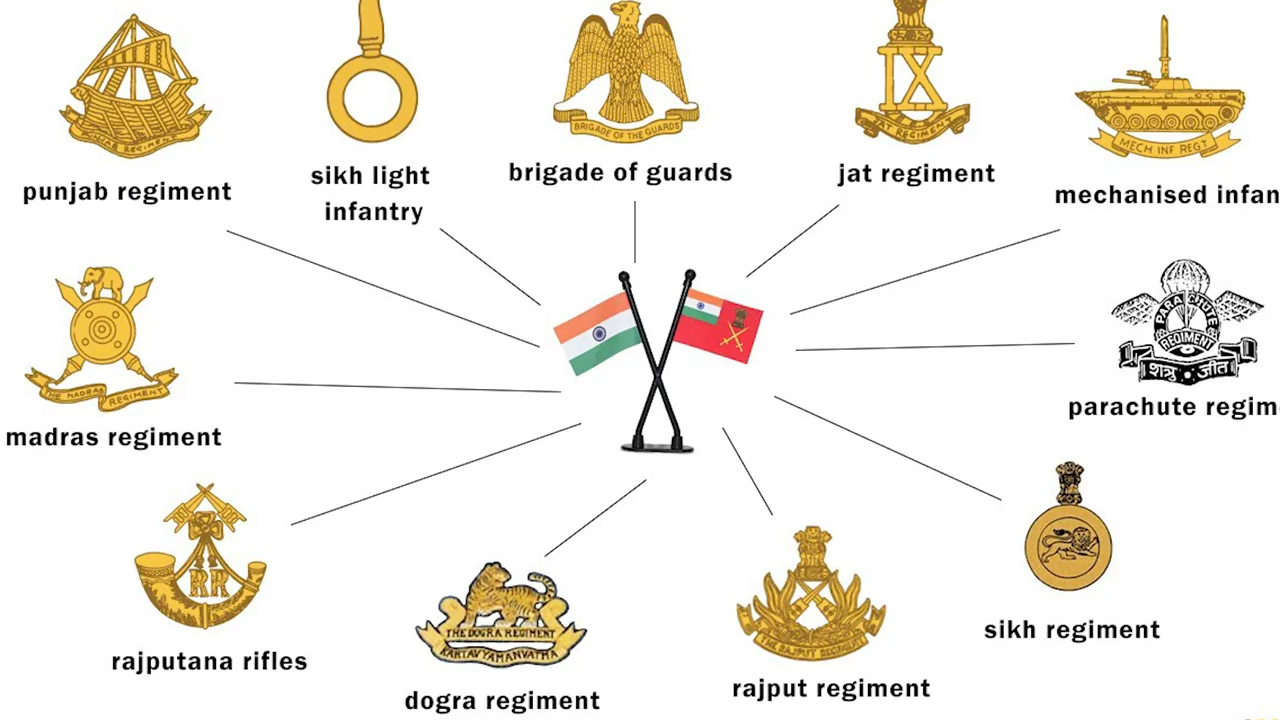 BRIGADE OF THE GUARDS
IX
JAT REGIMENT
MECH INF REGT
punjab regiment
sikh light
infantry
brigade of guards
jat regiment
mechanised infan
THE MADRAS REGIMENT
PARACHUTE
REGIMENT
शत्रु जीत
madras regiment
parachute regim
RR
THE DOGRA REGIMENT
KARTAVYAMANVATMA
THE RAJPUT REGIMENT
sikh regiment
rajputana rifles
dogra regiment
rajput regiment